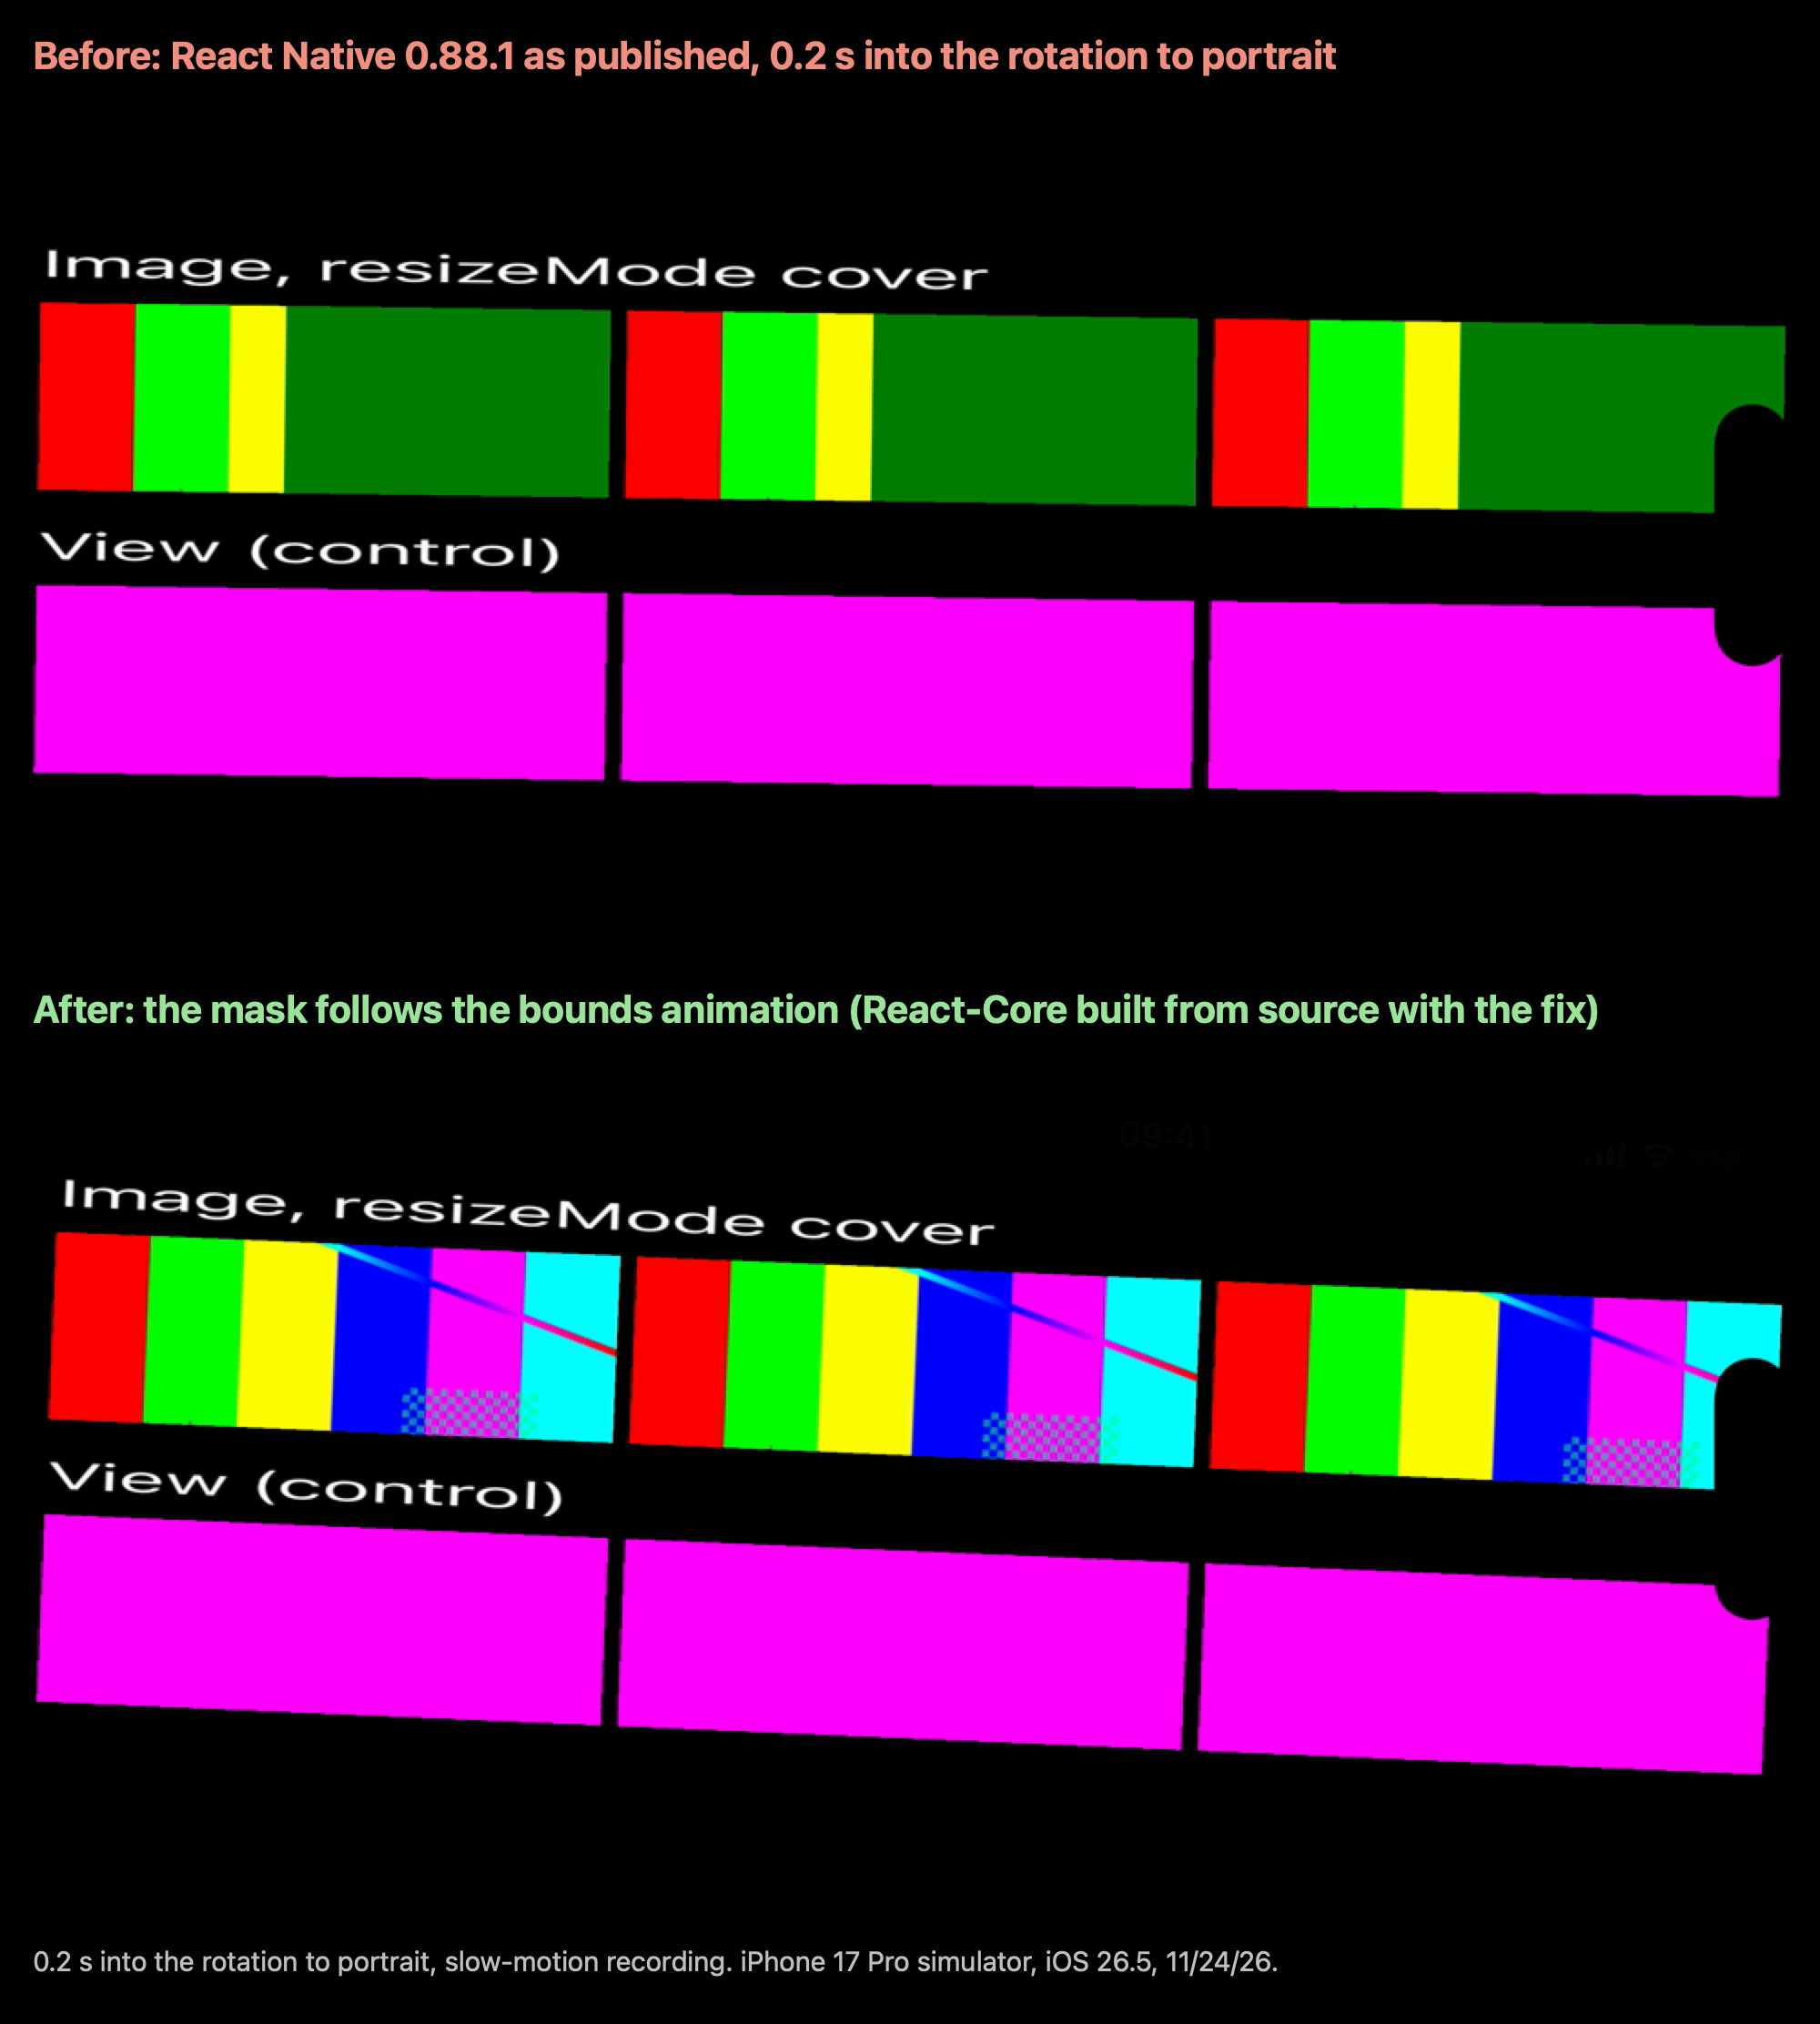 Before: React Native 0.88.1 as published, 0.2 s into the rotation to portrait
Image, resizeMode cover
View (control)
After: the mask follows the bounds animation (React-Core built from source with the fix)
09:41
Image, resizeMode cover
View (control)
0.2 s into the rotation to portrait, slow-motion recording. iPhone 17 Pro simulator, iOS 26.5, 11/24/26.